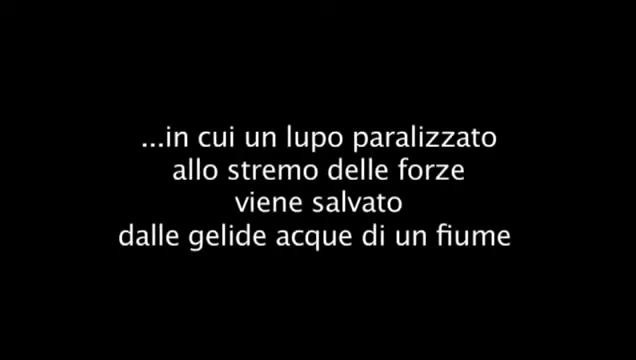 ...in cui un lupo paralizzato
allo stremo delle forze
viene salvato
dalle gelide acque di un fiume